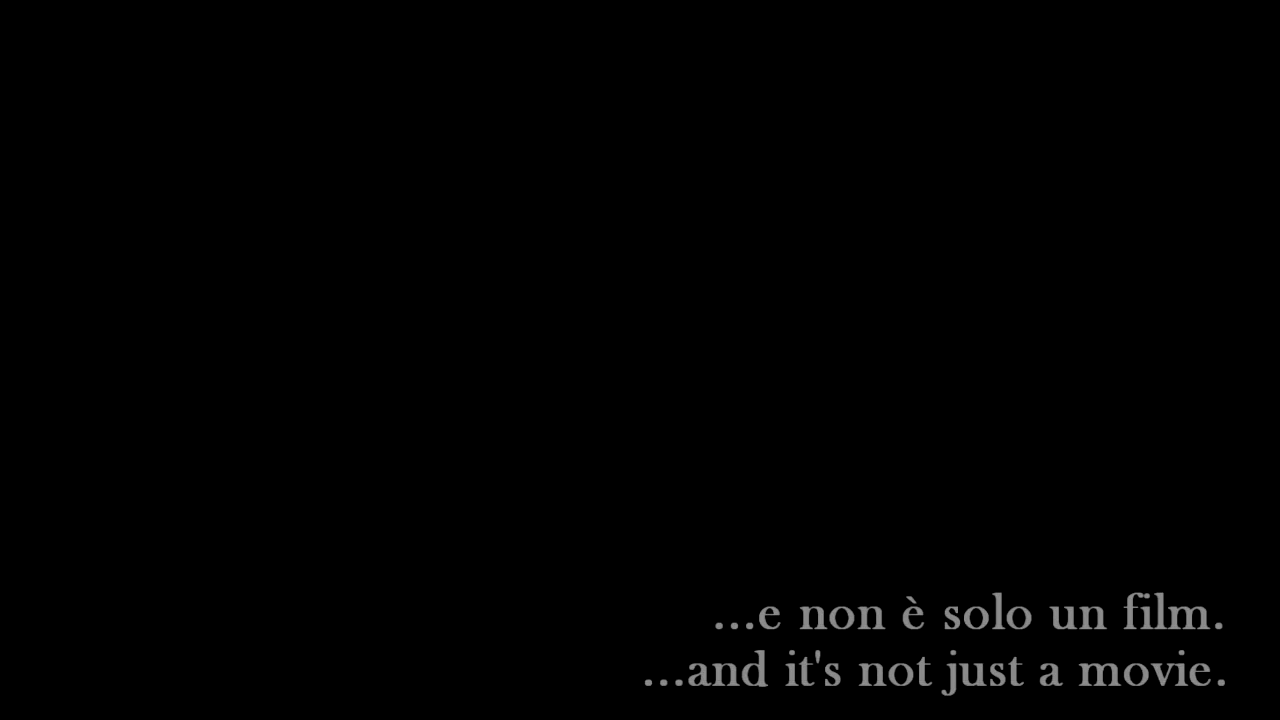 ...e non è solo un film.
...and it's not just a movie.